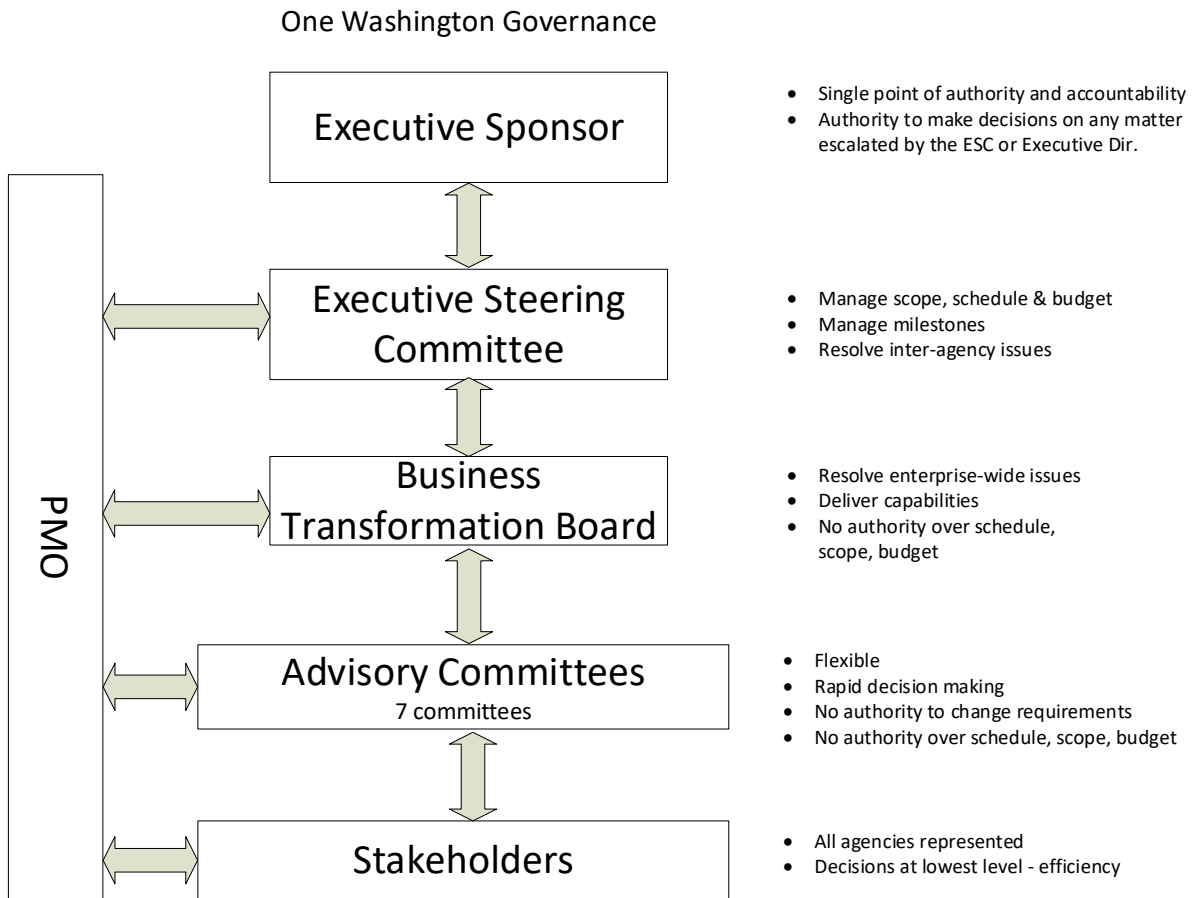 One Washington Governance
Executive Sponsor
• Single point of authority and accountability
• Authority to make decisions on any matter
escalated by the ESC or Executive Dir.
Executive Steering
Committee
• Manage scope, schedule & budget
• Manage milestones
• Resolve inter-agency issues
PMO
Business
Transformation Board
• Resolve enterprise-wide issues
• Deliver capabilities
• No authority over schedule,
scope, budget
Advisory Committees
7 committees
• Flexible
• Rapid decision making
• No authority to change requirements
• No authority over schedule, scope, budget
Stakeholders
• All agencies represented
• Decisions at lowest level - efficiency